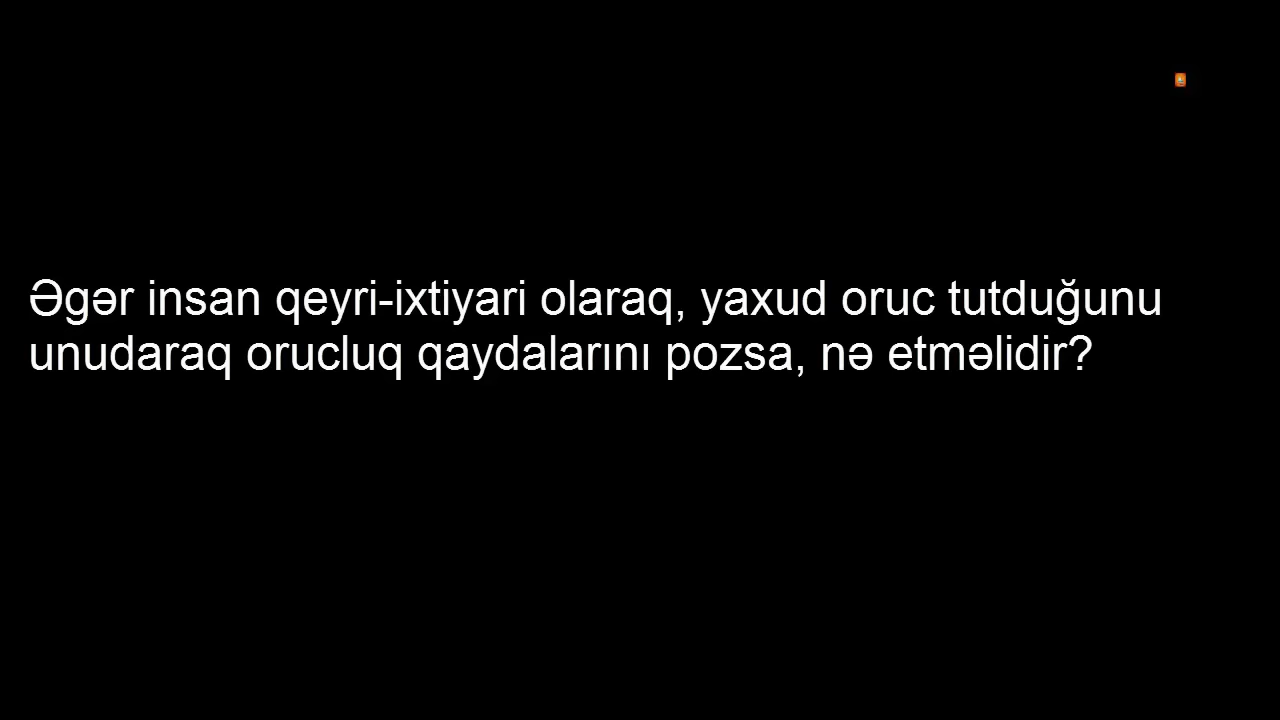 Əgər insan qeyri-ixtiyari olaraq, yaxud oruc tutduğunu
unudaraq orucluq qaydalarını pozsa, nə etməlidir?